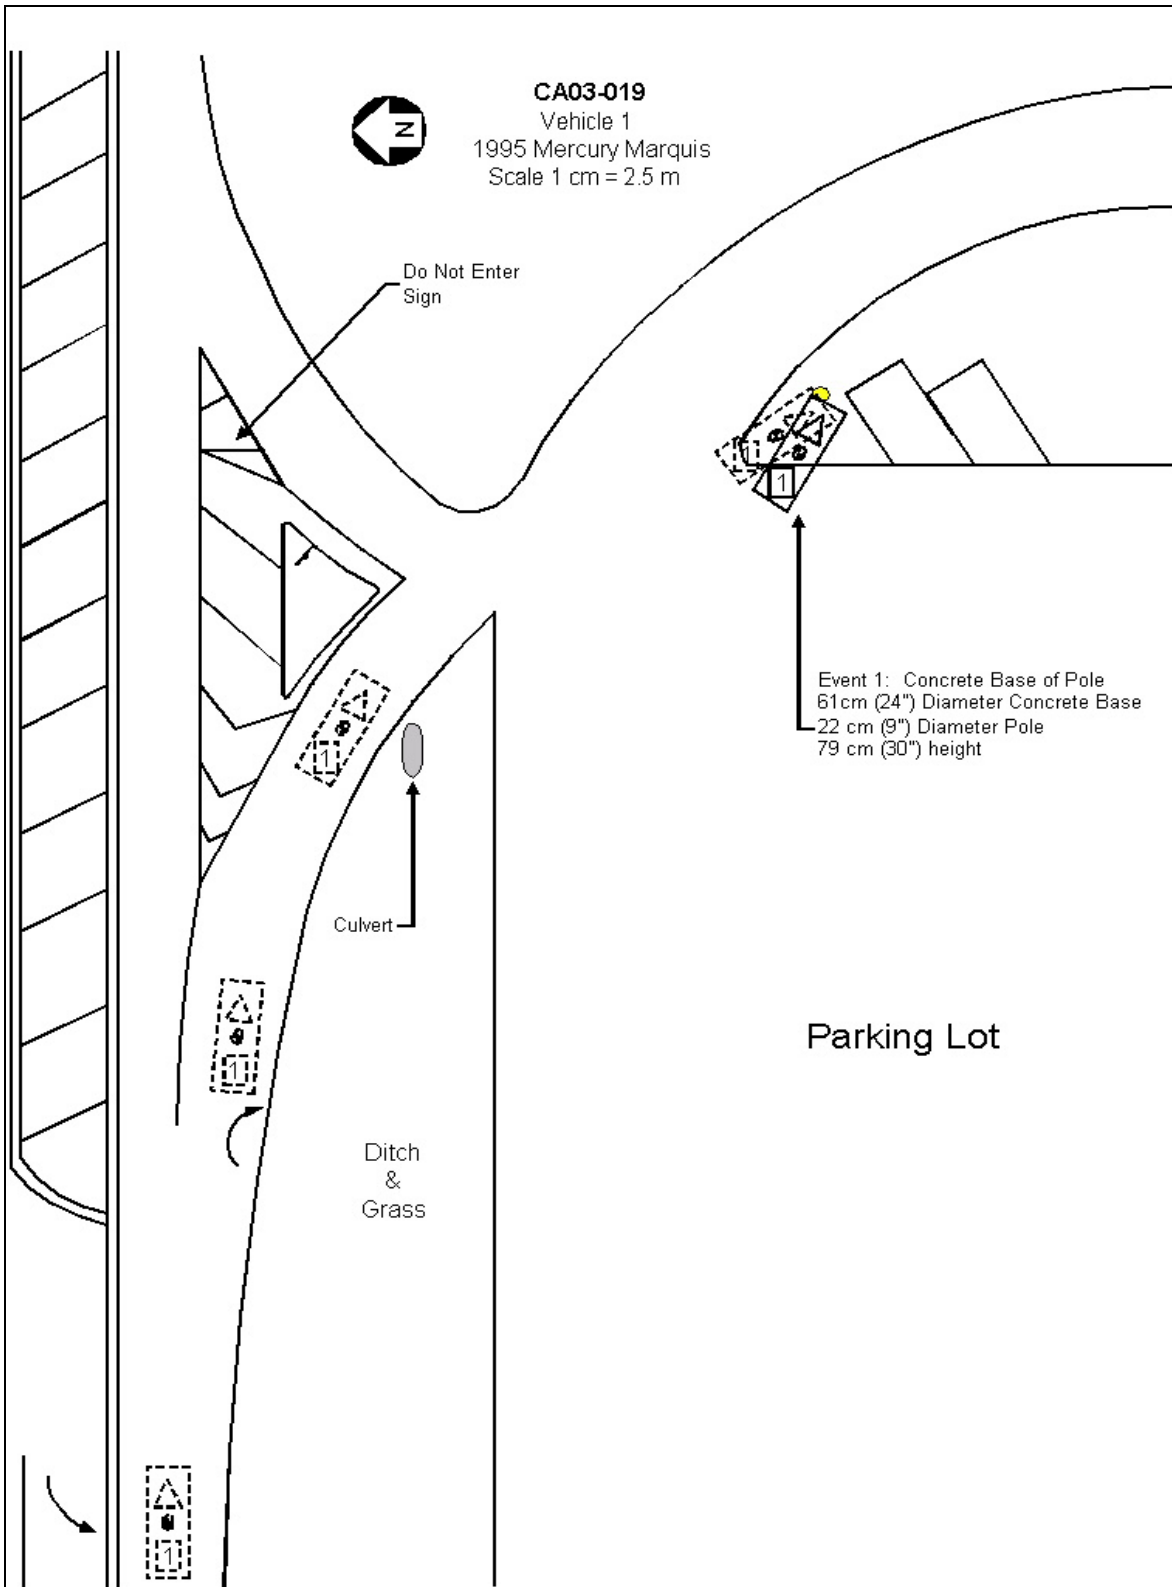 CA03-019
Vehicle 1
1995 Mercury Marquis
Scale 1 cm = 2.5 m
N
Do Not Enter
Sign
1
1
Event 1: Concrete Base of Pole
61cm (24") Diameter Concrete Base
22 cm (9") Diameter Pole
79 cm (30") height
1
Culvert
1
Parking Lot
Ditch
&
Grass
1